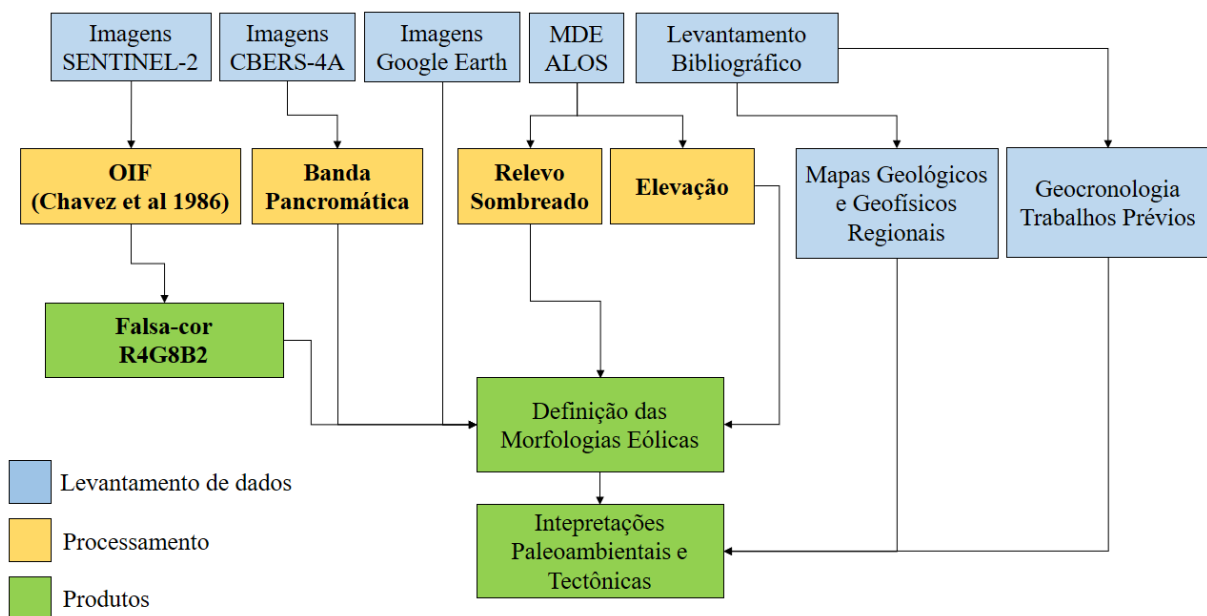 Imagens
SENTINEL-2
Imagens
CBERS-4A
Imagens
Google Earth
MDE
ALOS
Levantamento
Bibliográfico
OIF
(Chavez et al 1986)
Banda
Pancromática
Relevo
Sombreado
Elevação
Mapas Geológicos
e Geofísicos
Regionais
Geocronologia
Trabalhos Prévios
Falsa-cor
R4G8B2
Definição das
Morfologias Eólicas
Intepretações
Paleoambientais e
Tectônicas
Levantamento de dados
Processamento
Produtos